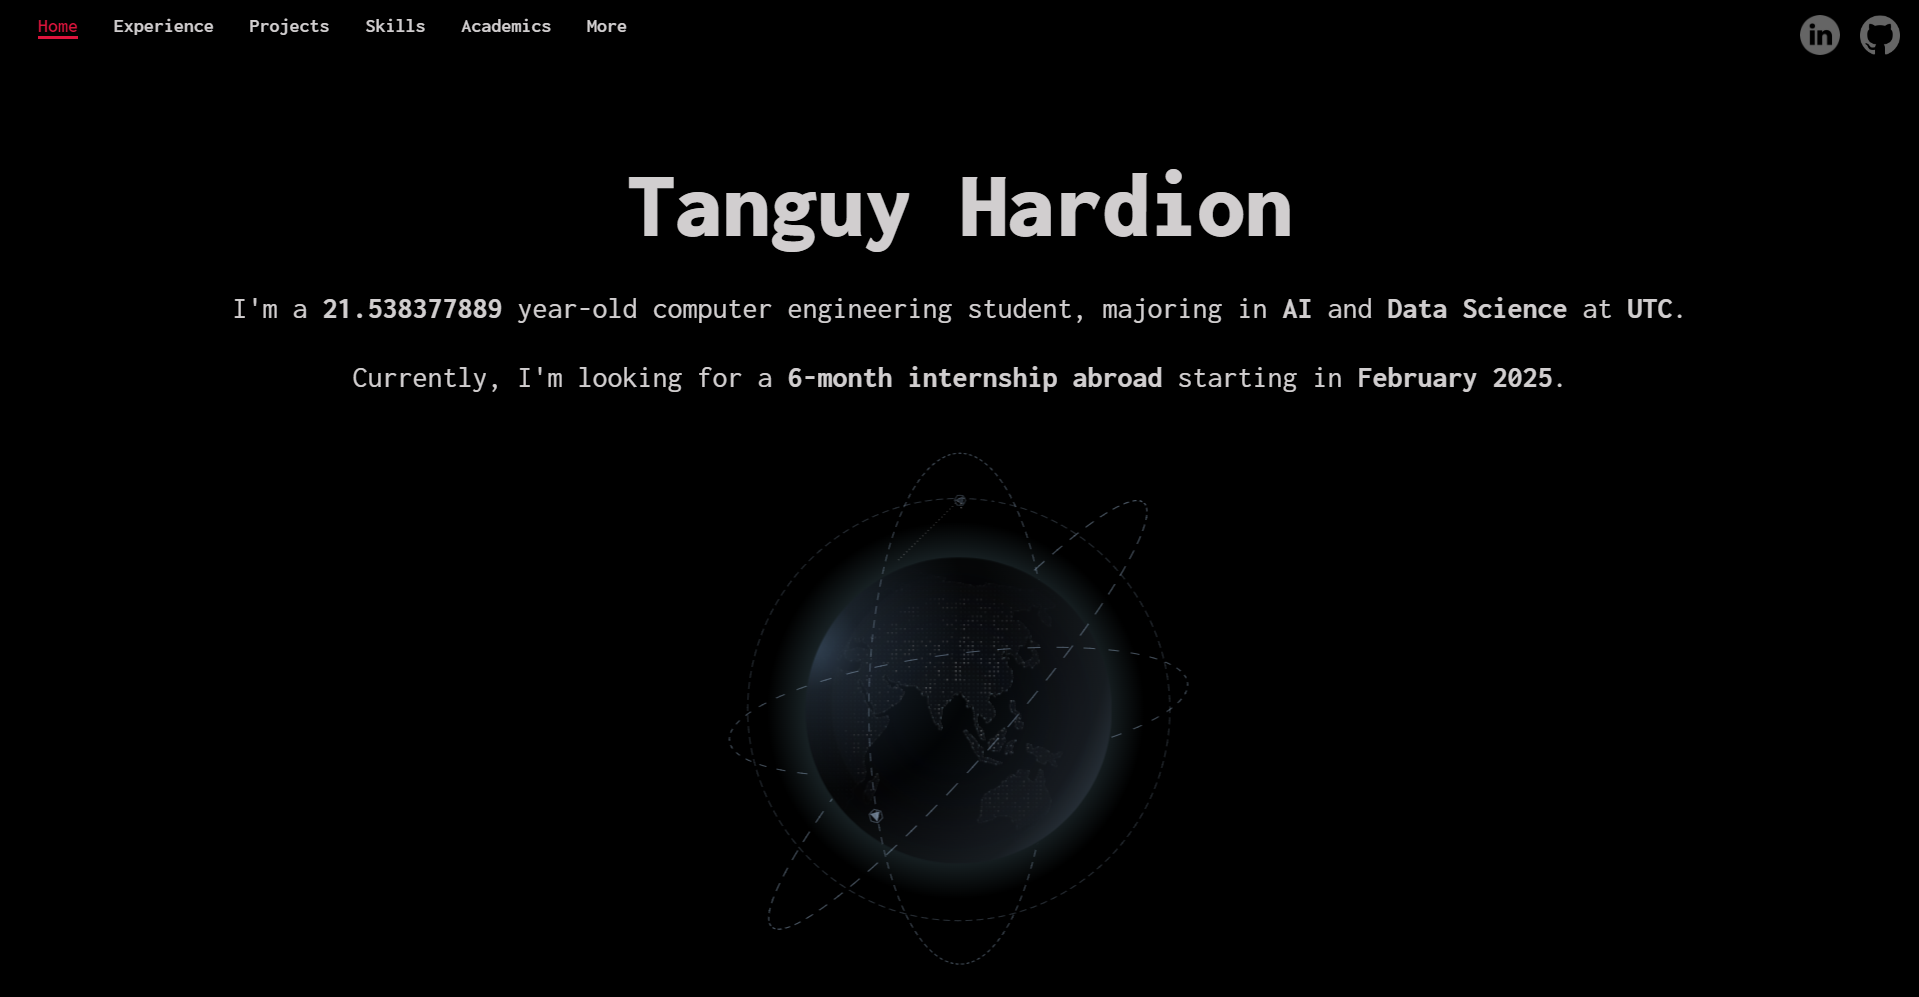 Home Experience Projects Skills Academics More
in
Tanguy Hardion
I'm a 21.538377889 year-old computer engineering student, majoring in AI and Data Science at UTC.
Currently, I'm looking for a 6-month internship abroad starting in February 2025.